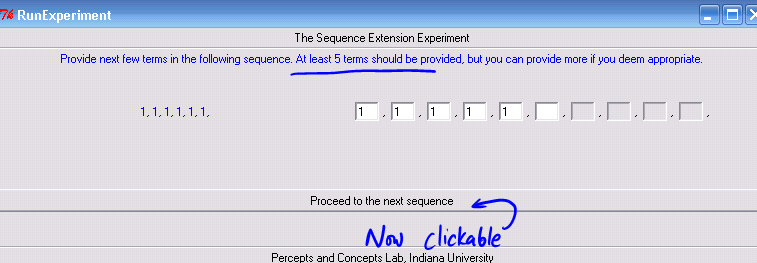 RunExperiment
The Sequence Extension Experiment
Provide next few terms in the following sequence. At least 5 terms should be provided, but you can provide more if you deem appropriate.
1, 1, 1, 1, 1, 1, 1 , 1 , 1 , 1 , 1 , , , , , ,
Proceed to the next sequence
Now clickable
Percepts and Concepts Lab, Indiana University